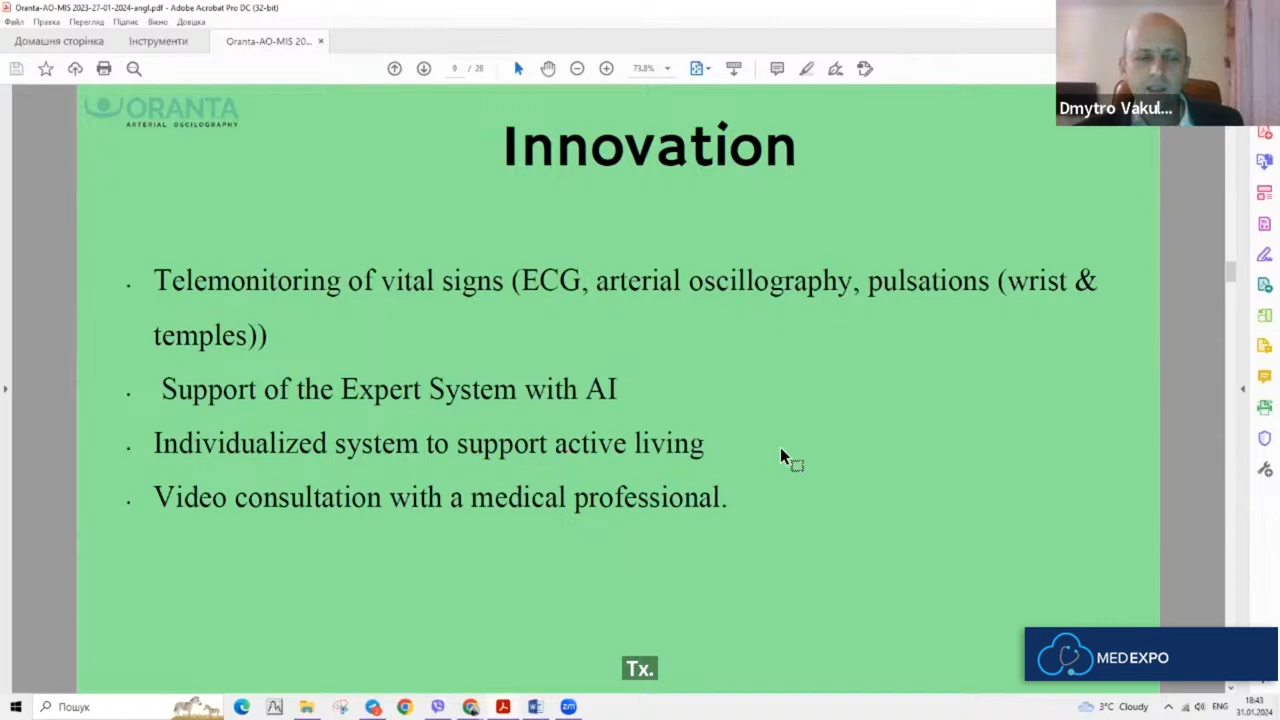 Oranta-AO-MIS 2023-27-01-2024-angl.pdf - Adobe Acrobat Pro DC (32-bit)
Файл Правка Перегляд Підпис Вікно Довідка
Домашня сторінка Інструменти Oranta-AO-MIS 20... ×
9 / 28 73,8%
Dmytro Vakul...
ORANTA
ARTERIAL OSCILOGRAPHY
Innovation
Telemonitoring of vital signs (ECG, arterial oscillography, pulsations (wrist &
temples))
Support of the Expert System with AI
Individualized system to support active living
Video consultation with a medical professional.
MEDEXPO
Tx.
Пошук 3°C Cloudy ENG 18:43
31.01.2024